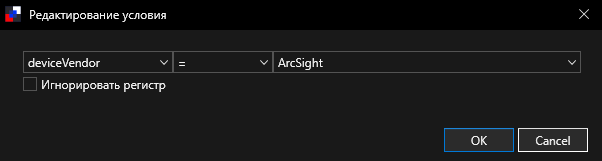 Редактирование условия
deviceVendor = ArcSight
Игнорировать регистр
OK Cancel